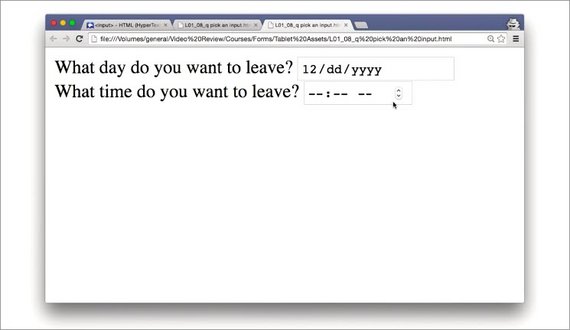 <input> - HTML (HyperText
L01_08_q pick an input.htm
L01_08_q pick an input.htm
file:///Volumes/general/Video%20Review/Courses/Forms/Tablet%20Assets/L01_08_q%20pick%20an%20input.html
What day do you want to leave? 12/dd/yyyy
What time do you want to leave? --:-- --